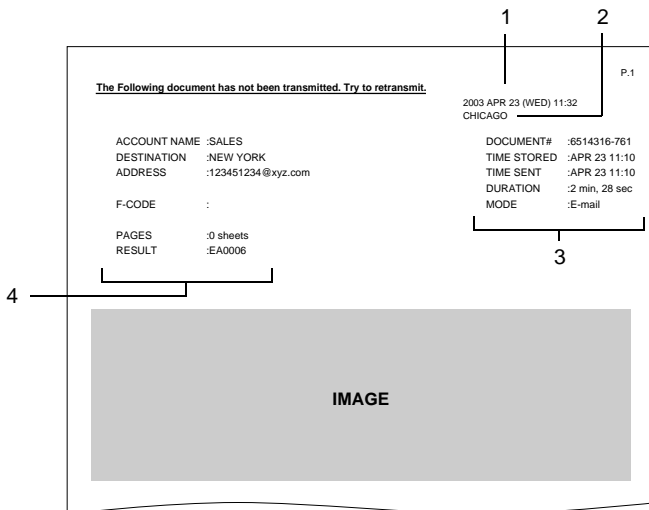 1 2
P.1
The Following document has not been transmitted. Try to retransmit.
2003 APR 23 (WED) 11:32
CHICAGO
ACCOUNT NAME :SALES
DESTINATION :NEW YORK
ADDRESS :123451234@xyz.com
F-CODE :
PAGES :0 sheets
RESULT :EA0006
DOCUMENT# :6514316-761
TIME STORED :APR 23 11:10
TIME SENT :APR 23 11:10
DURATION :2 min, 28 sec
MODE :E-mail
3
4
IMAGE